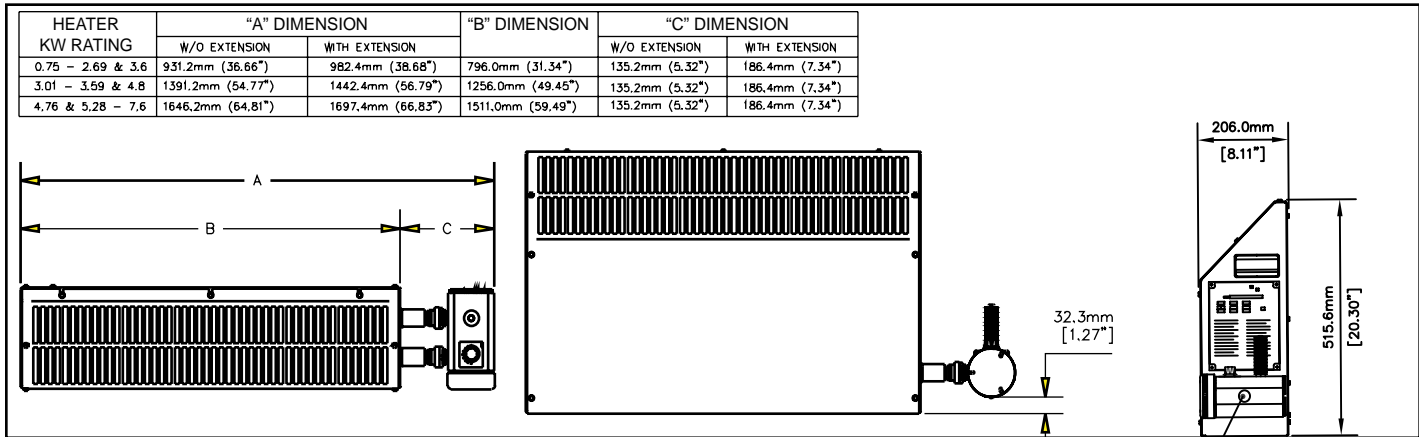 HEATER KW RATING "A" DIMENSION "B" DIMENSION "C" DIMENSION
W/O EXTENSION WITH EXTENSION W/O EXTENSION WITH EXTENSION
0.75 - 2.69 & 3.6 931.2mm (36.66") 982.4mm (38.68") 796.0mm (31.34") 135.2mm (5.32") 186.4mm (7.34")
3.01 - 3.59 & 4.8 1391.2mm (54.77") 1442.4mm (56.79") 1256.0mm (49.45") 135.2mm (5.32") 186.4mm (7.34")
4.76 & 5.28 - 7.6 1646.2mm (64.81") 1697.4mm (66.83") 1511.0mm (59.49") 135.2mm (5.32") 186.4mm (7.34")
A
B
C
32.3mm
[1.27"]
206.0mm
[8.11"]
515.6mm
[20.30"]